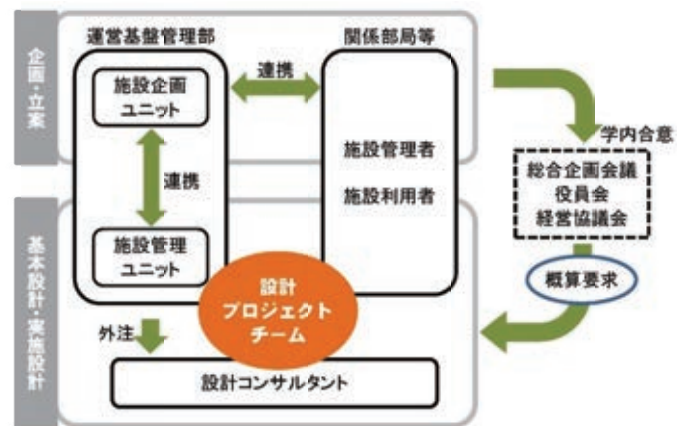 企画・立案
運営基盤管理部
施設企画
ユニット
連携
施設管理
ユニット
連携
関係部局等
施設管理者
施設利用者
学内合意
総合企画会議
役員会
経営協議会
概算要求
基本設計・実施設計
設計
プロジェクト
チーム
外注
設計コンサルタント